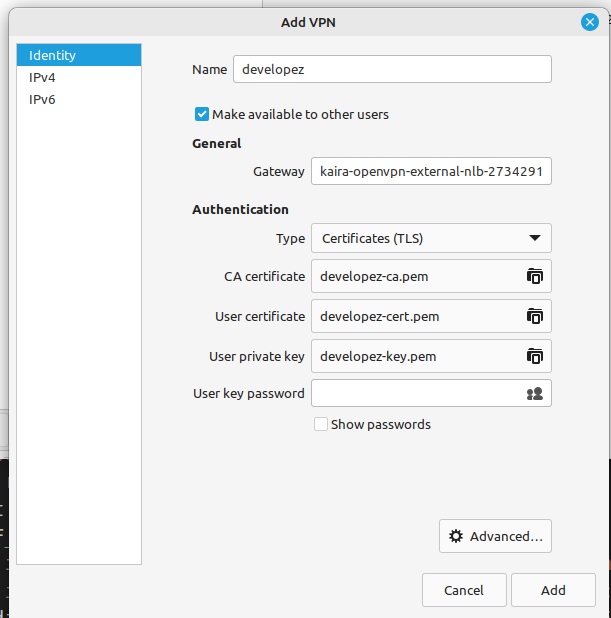 Add VPN
Identity
IPv4
IPv6
Name developez
Make available to other users
General
Gateway kaira-openvpn-external-nlb-2734291
Authentication
Type Certificates (TLS)
CA certificate developez-ca.pem
User certificate developez-cert.pem
User private key developez-key.pem
User key password
Show passwords
Advanced...
Cancel Add